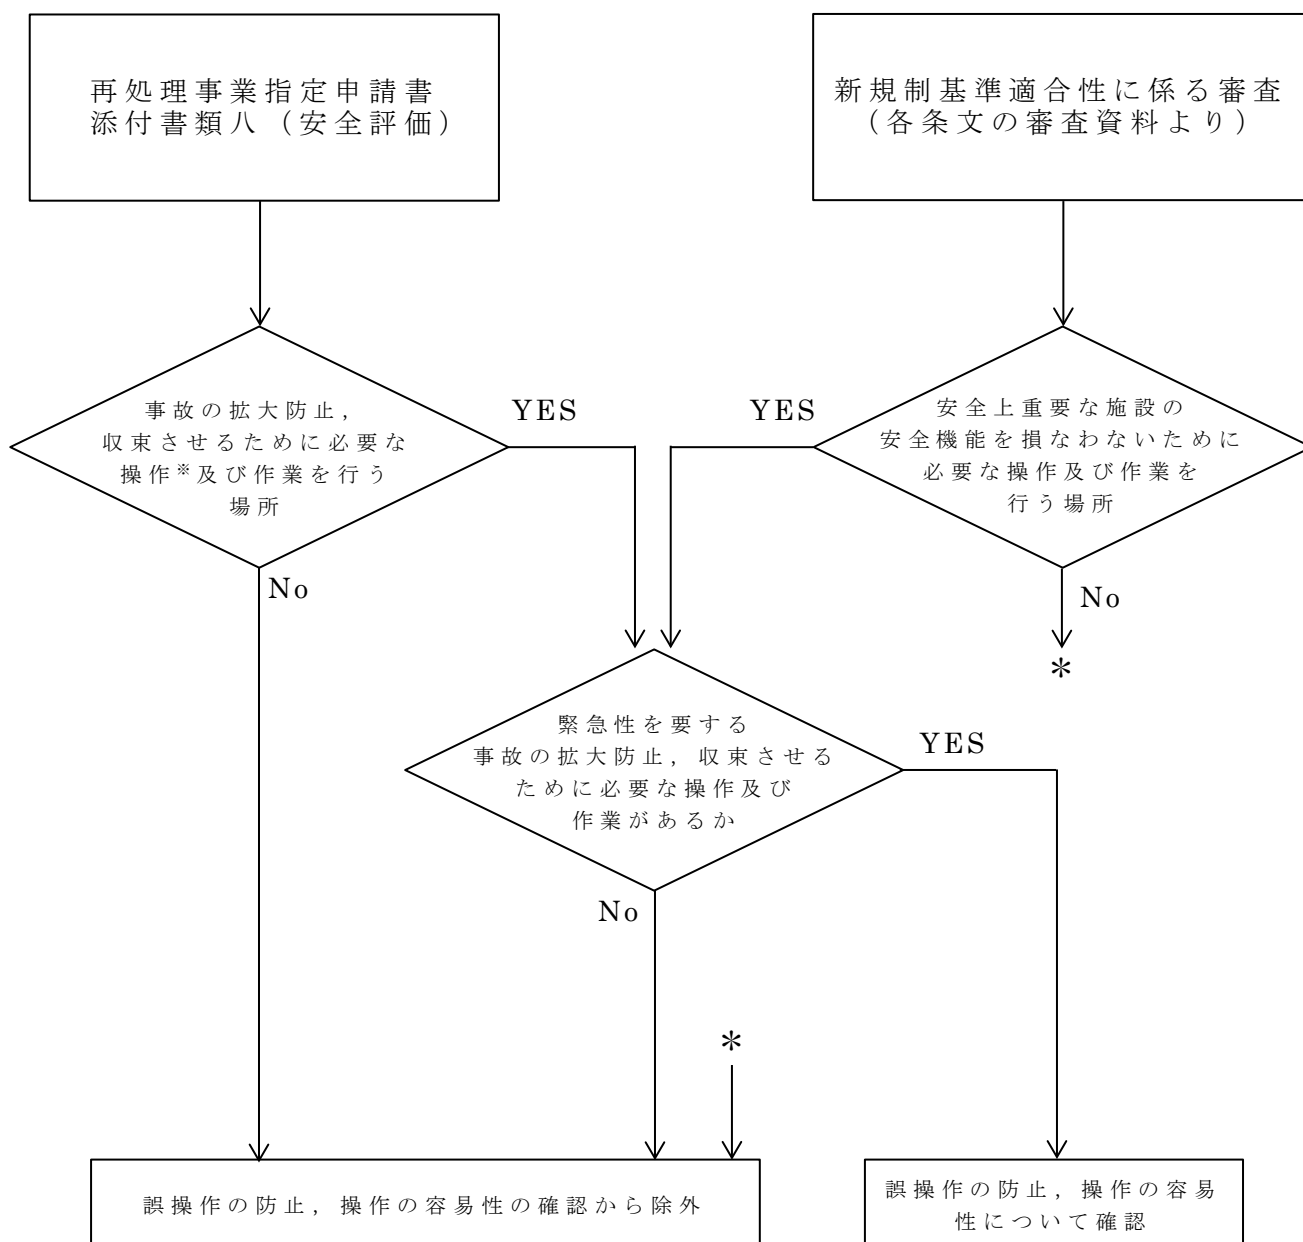 再処理事業指定申請書
添付書類八（安全評価）
新規制基準適合性に係る審査
（各条文の審査資料より）
事故の拡大防止，
収束させるために必要な
操作※及び作業を行う
場所
YES
YES
安全上重要な施設の
安全機能を損なわないために
必要な操作及び作業を
行う場所
No
No
＊
緊急性を要する
事故の拡大防止，収束させる
ために必要な操作及び
作業があるか
YES
No
＊
誤操作の防止，操作の容易性の確認から除外
誤操作の防止，操作の容易
性について確認